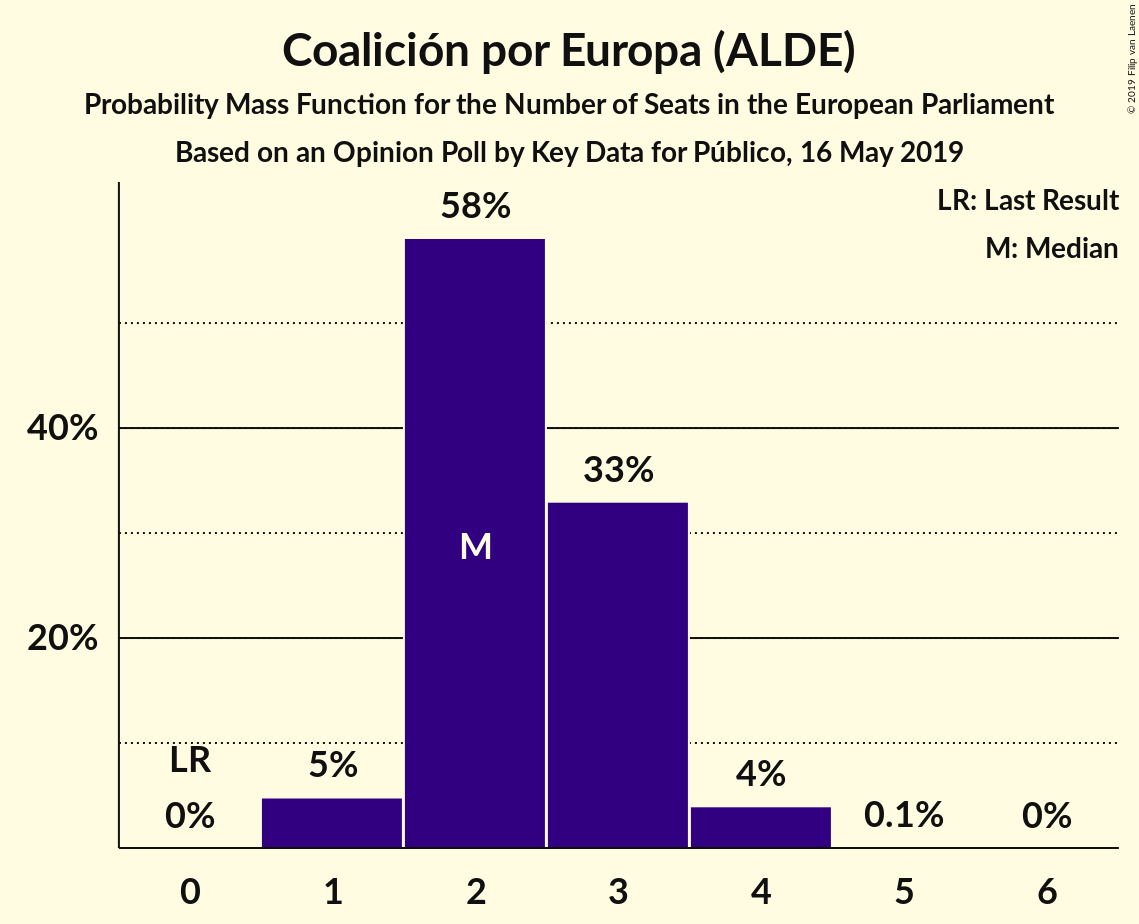 Coalición por Europa (ALDE)
Probability Mass Function for the Number of Seats in the European Parliament
Based on an Opinion Poll by Key Data for Público, 16 May 2019
© 2019 Filip van Laenen
LR: Last Result
M: Median
58%
40%
33%
M
20%
LR
5%
4%
0%
0.1%
0%
0 1 2 3 4 5 6